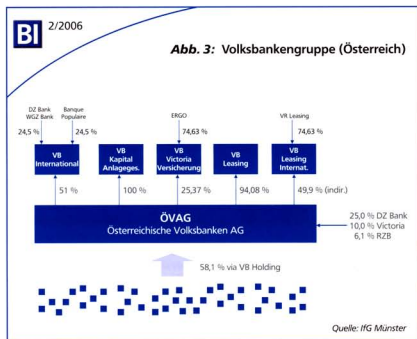 BI 2/2006
Abb. 3: Volksbankengruppe (Österreich)
DZ Bank
WGZ Bank
Banque
Populaire
ERGO
VR Leasing
24,5 %
24,5 %
74,63 %
74,63 %
VB
International
VB
Kapital
Anlageges.
VB
Victoria
Versicherung
VB
Leasing
VB
Leasing
Internat.
51 %
100 %
25,37 %
94,08 %
49,9 % (indir.)
ÖVAG
Österreichische Volksbanken AG
25,0 % DZ Bank
10,0 % Victoria
6,1 % RZB
58,1 % via VB Holding
Quelle: IfG Münster